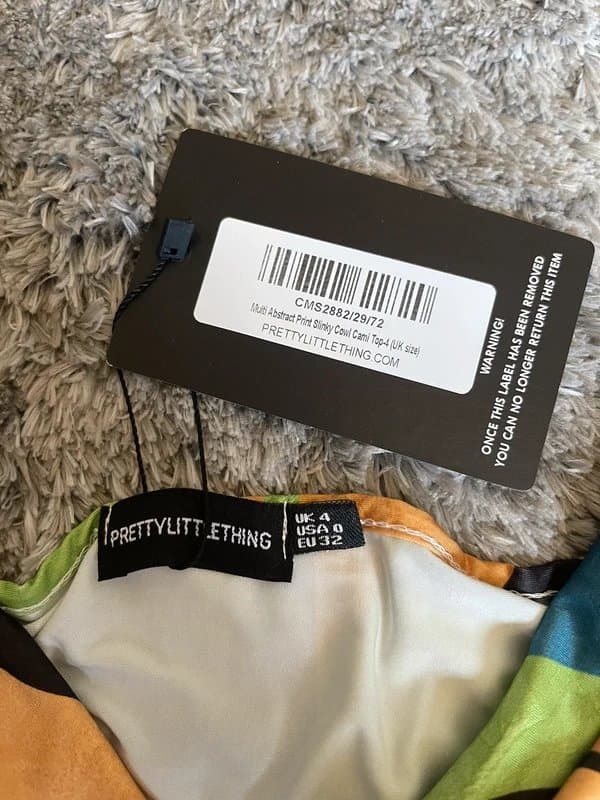 CMS2882/29/72
Multi Abstract Print Slinky Cowl Cami Top-4 (UK size)
PRETTYLITTLETHING.COM
WARNING!
ONCE THIS LABEL HAS BEEN REMOVED
YOU CAN NO LONGER RETURN THIS ITEM
PRETTYLITTLETHING
UK 4
USA 0
EU 32